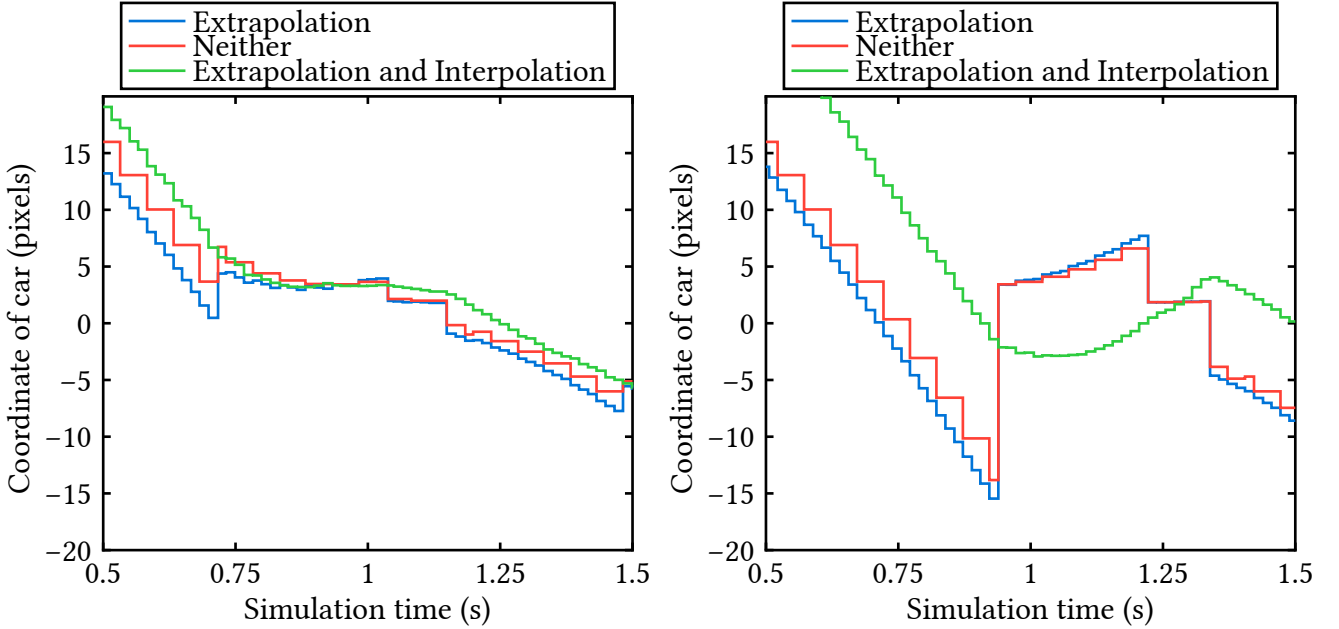 Extrapolation
Neither
Extrapolation and Interpolation
15
10
5
0
−5
−10
−15
−20
0.5 0.75 1 1.25 1.5
Simulation time (s)
Coordinate of car (pixels)
Extrapolation
Neither
Extrapolation and Interpolation
15
10
5
0
−5
−10
−15
−20
0.5 0.75 1 1.25 1.5
Simulation time (s)
Coordinate of car (pixels)